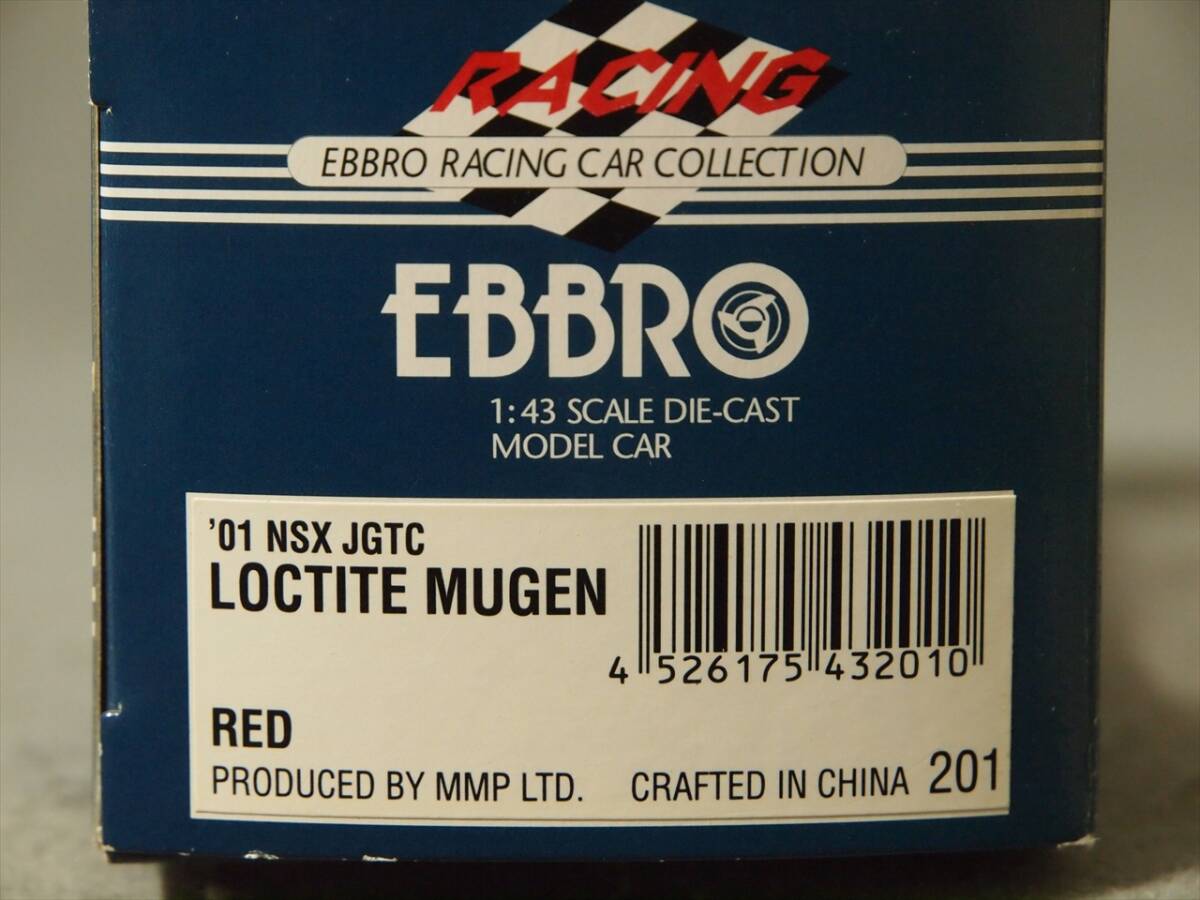 RACING
EBBRO RACING CAR COLLECTION
EBBRO
1:43 SCALE DIE-CAST
MODEL CAR
'01 NSX JGTC
LOCTITE MUGEN
4 526175 432010
RED
PRODUCED BY MMP LTD. CRAFTED IN CHINA 201